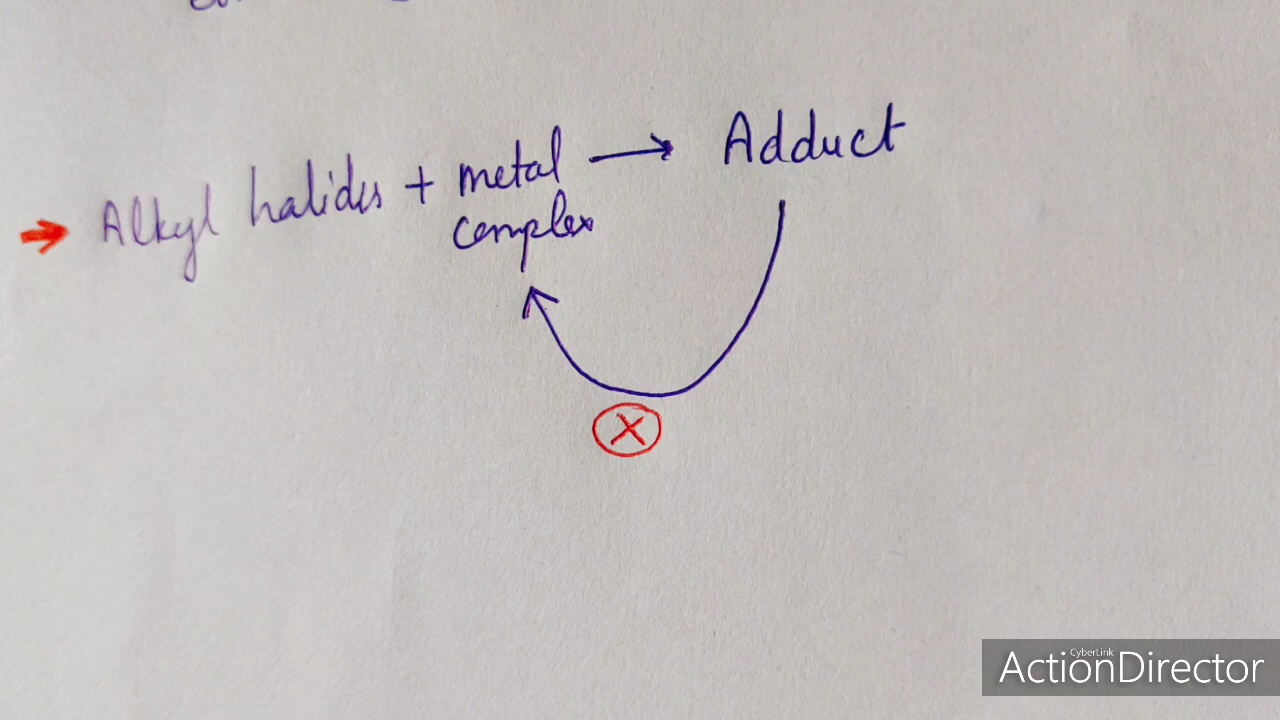 Alkyl halides + metal complex → Adduct
X
CyberLink
ActionDirector